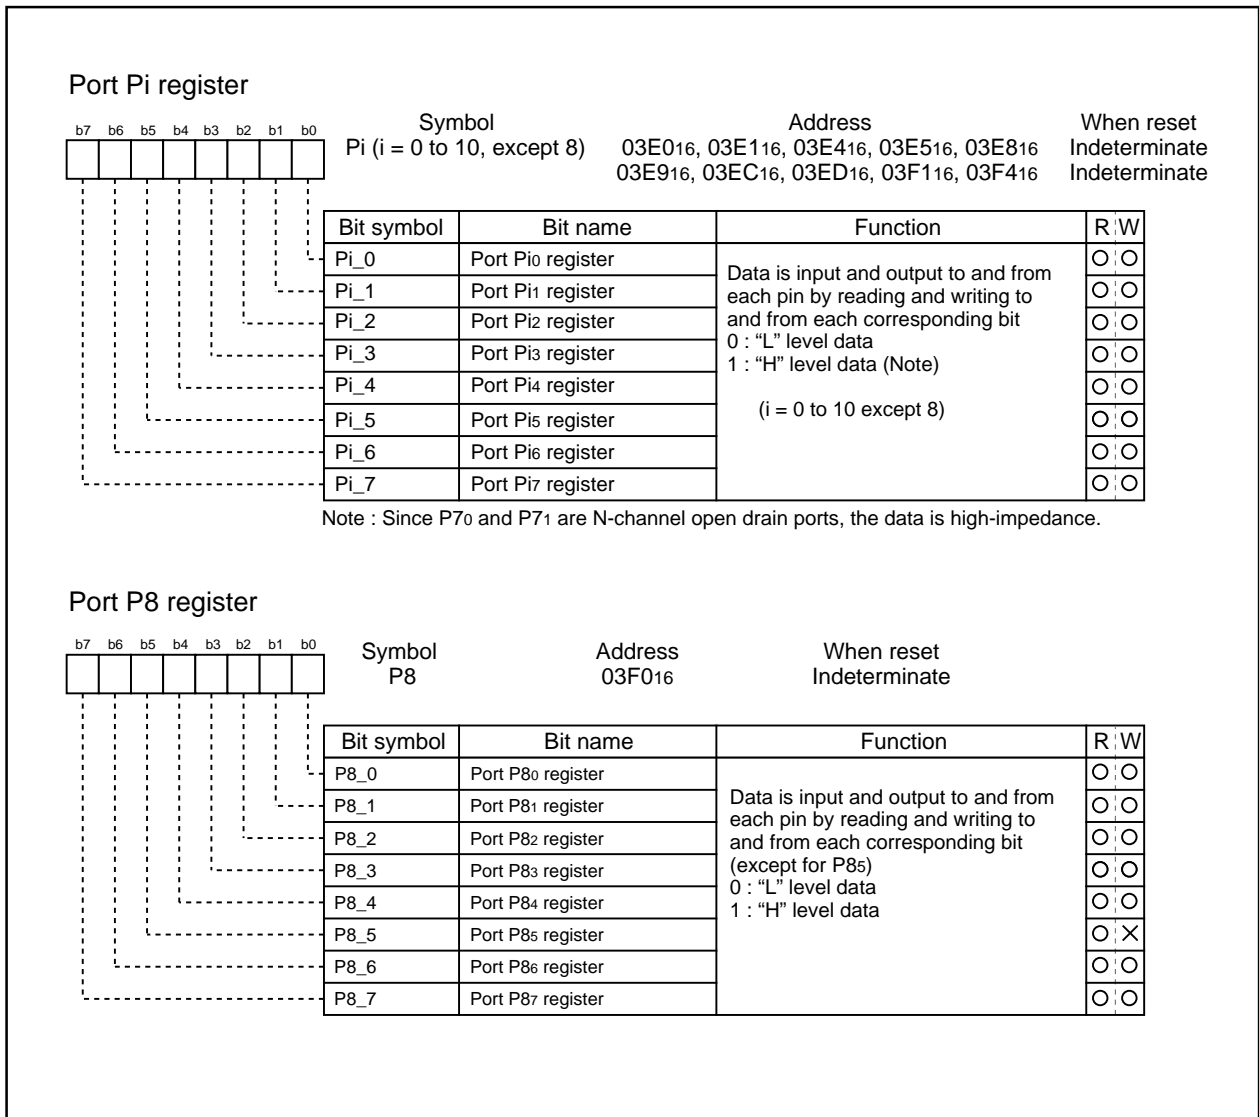 Port Pi register
b7 b6 b5 b4 b3 b2 b1 b0
Symbol Address When reset
Pi (i = 0 to 10, except 8) 03E016, 03E116, 03E416, 03E516, 03E816 Indeterminate
03E916, 03EC16, 03ED16, 03F116, 03F416 Indeterminate
Bit symbol Bit name Function R W
Pi_0 Port Pi0 register
Pi_1 Port Pi1 register
Pi_2 Port Pi2 register
Pi_3 Port Pi3 register
Pi_4 Port Pi4 register
Pi_5 Port Pi5 register
Pi_6 Port Pi6 register
Pi_7 Port Pi7 register
Data is input and output to and from
each pin by reading and writing to
and from each corresponding bit
0 : “L” level data
1 : “H” level data (Note)
(i = 0 to 10 except 8)
Note : Since P70 and P71 are N-channel open drain ports, the data is high-impedance.
Port P8 register
b7 b6 b5 b4 b3 b2 b1 b0
Symbol Address When reset
P8 03F016 Indeterminate
Bit symbol Bit name Function R W
P8_0 Port P80 register
P8_1 Port P81 register
P8_2 Port P82 register
P8_3 Port P83 register
P8_4 Port P84 register
P8_5 Port P85 register
P8_6 Port P86 register
P8_7 Port P87 register
Data is input and output to and from
each pin by reading and writing to
and from each corresponding bit
(except for P85)
0 : “L” level data
1 : “H” level data